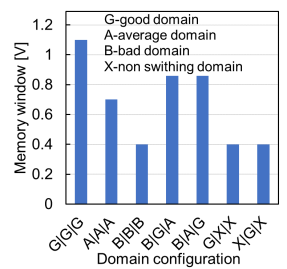 G-good domain
A-average domain
B-bad domain
X-non swithing domain
Memory window [V]
1.2
1
0.8
0.6
0.4
0.2
0
G|G|G
A|A|A
B|B|B
B|G|A
B|A|G
G|X|X
X|G|X
Domain configuration